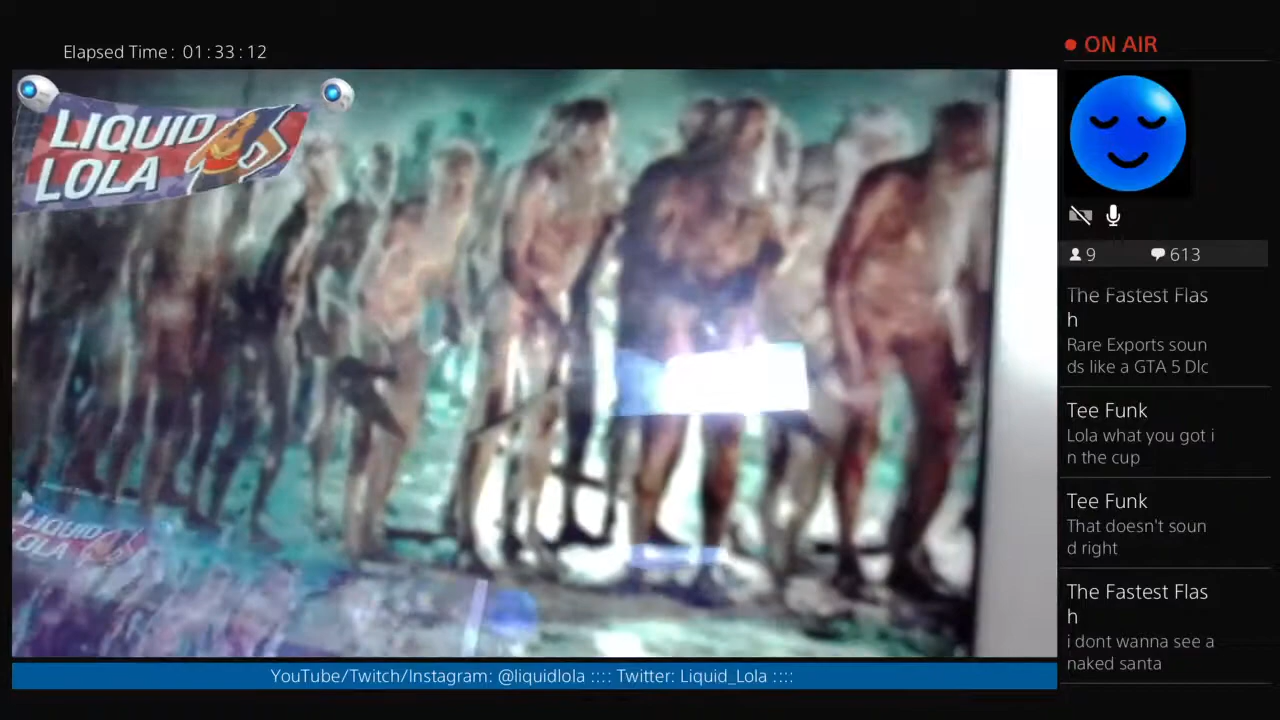 Elapsed Time: 01:33:12
ON AIR
LIQUID
LOLA
9
613
The Fastest Flas
h
Rare Exports soun
ds like a GTA 5 Dlc
Tee Funk
Lola what you got i
n the cup
Tee Funk
That doesn't soun
d right
The Fastest Flas
h
i dont wanna see a
naked santa
LIQUID
OLA
YouTube/Twitch/Instagram: @liquidlola :::: Twitter: Liquid_Lola ::::